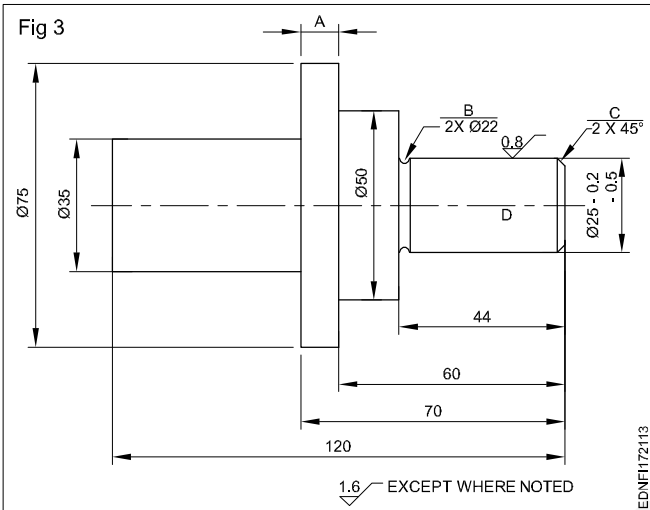 Fig 3
A
B
2X Ø22
C
2 X 45°
0.8
Ø75
Ø35
Ø50
D
Ø25 - 0.2
- 0.5
44
60
70
120
1.6 EXCEPT WHERE NOTED
EDNFI172113